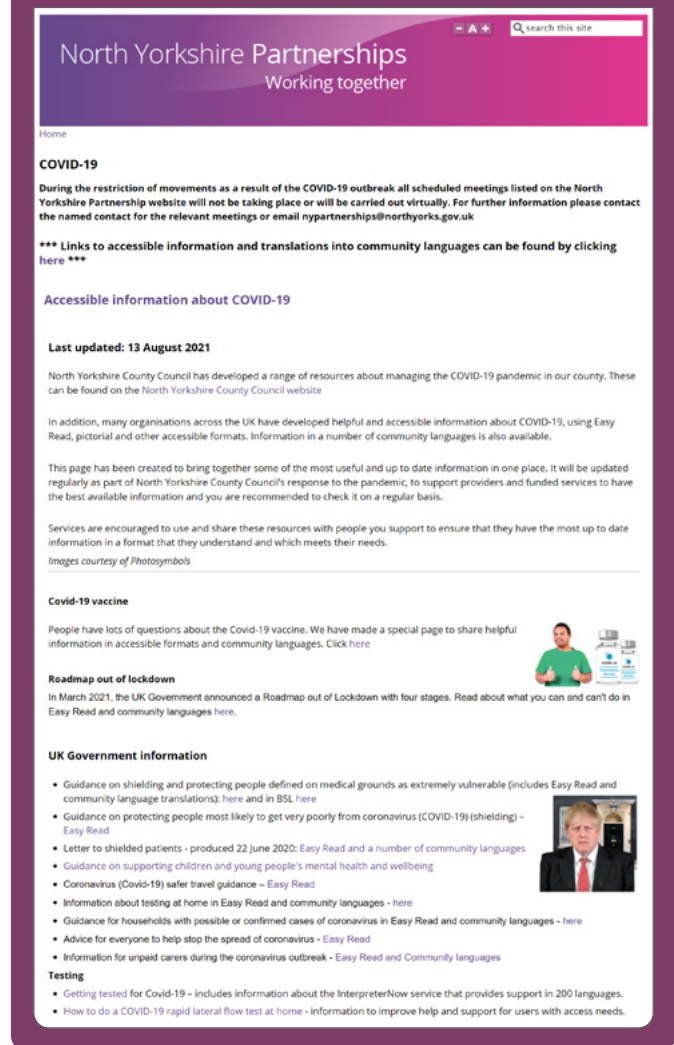 - A +
search this site
North Yorkshire Partnerships
Working together
Home
COVID-19
During the restriction of movements as a result of the COVID-19 outbreak all scheduled meetings listed on the North
Yorkshire Partnership website will not be taking place or will be carried out virtually. For further information please contact
the named contact for the relevant meetings or email nypartnerships@northyorks.gov.uk
*** Links to accessible information and translations into community languages can be found by clicking
here ***
Accessible information about COVID-19
Last updated: 13 August 2021
North Yorkshire County Council has developed a range of resources about managing the COVID-19 pandemic in our county. These
can be found on the North Yorkshire County Council website
In addition, many organisations across the UK have developed helpful and accessible information about COVID-19, using Easy
Read, pictorial and other accessible formats. Information in a number of community languages is also available.
This page has been created to bring together some of the most useful and up to date information in one place. It will be updated
regularly as part of North Yorkshire County Council's response to the pandemic, to support providers and funded services to have
the best available information and you are recommended to check it on a regular basis.
Services are encouraged to use and share these resources with people you support to ensure that they have the most up to date
information in a format that they understand and which meets their needs.
Images courtesy of Photosymbols
Covid-19 vaccine
People have lots of questions about the Covid-19 vaccine. We have made a special page to share helpful
information in accessible formats and community languages. Click here
Roadmap out of lockdown
In March 2021, the UK Government announced a Roadmap out of Lockdown with four stages. Read about what you can and can't do in
Easy Read and community languages here.
UK Government information
• Guidance on shielding and protecting people defined on medical grounds as extremely vulnerable (includes Easy Read and
community language translations): here and in BSL here
• Guidance on protecting people most likely to get very poorly from coronavirus (COVID-19) (shielding) –
Easy Read
• Letter to shielded patients - produced 22 June 2020: Easy Read and a number of community languages
• Guidance on supporting children and young people's mental health and wellbeing
• Coronavirus (Covid-19) safer travel guidance – Easy Read
• Information about testing at home in Easy Read and community languages - here
• Guidance for households with possible or confirmed cases of coronavirus in Easy Read and community languages - here
• Advice for everyone to help stop the spread of coronavirus - Easy Read
• Information for unpaid carers during the coronavirus outbreak - Easy Read and Community languages
Testing
• Getting tested for Covid-19 – includes information about the InterpreterNow service that provides support in 200 languages.
• How to do a COVID-19 rapid lateral flow test at home - information to improve help and support for users with access needs.